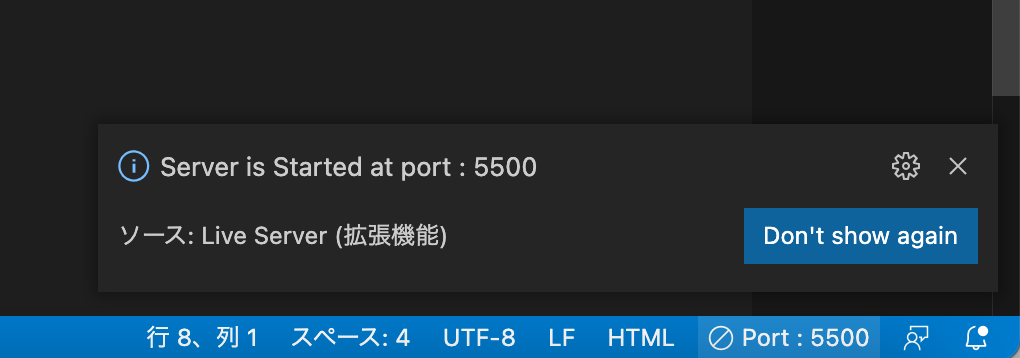 Server is Started at port : 5500
ソース: Live Server (拡張機能)
Don't show again
行 8、列 1 スペース: 4 UTF-8 LF HTML Port : 5500